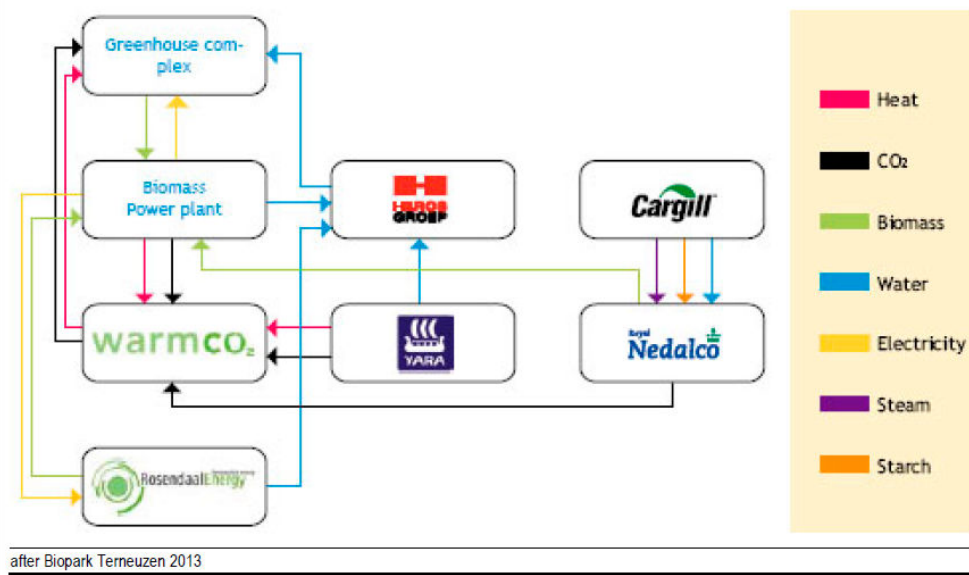 Greenhouse com-
plex
Biomass
Power plant
HEROS
GROEP
Cargill
warmco₂
YARA
Royal
Nedalco
RosendaalEnergy
Heat
CO₂
Biomass
Water
Electricity
Steam
Starch
after Biopark Terneuzen 2013